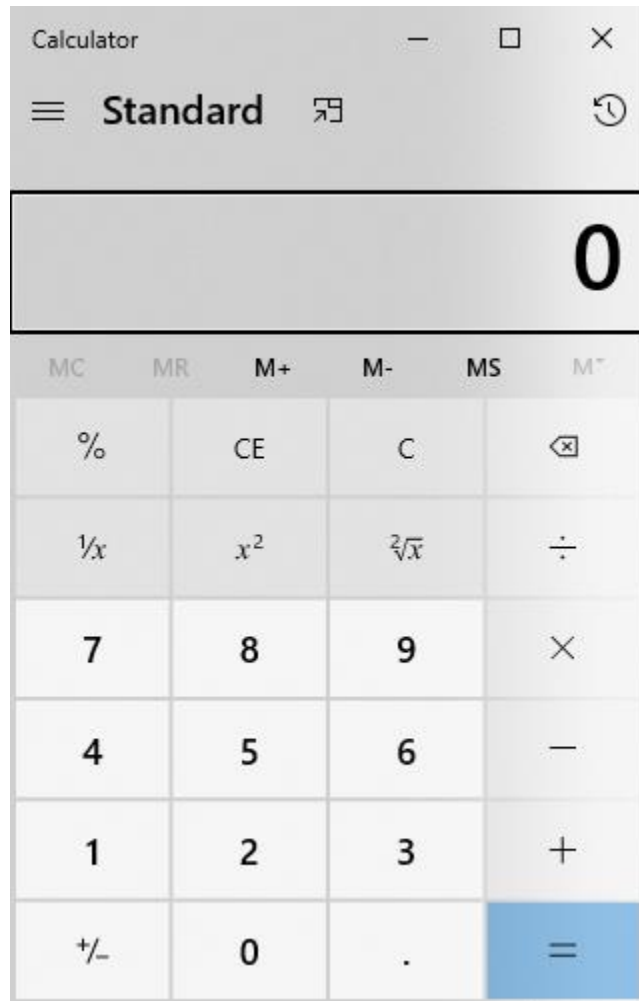 Calculator
Standard
0
MC MR M+ M- MS M˅
% CE C
¹/x x² ²√x ÷
7 8 9 ×
4 5 6 −
1 2 3 +
+/− 0 . =